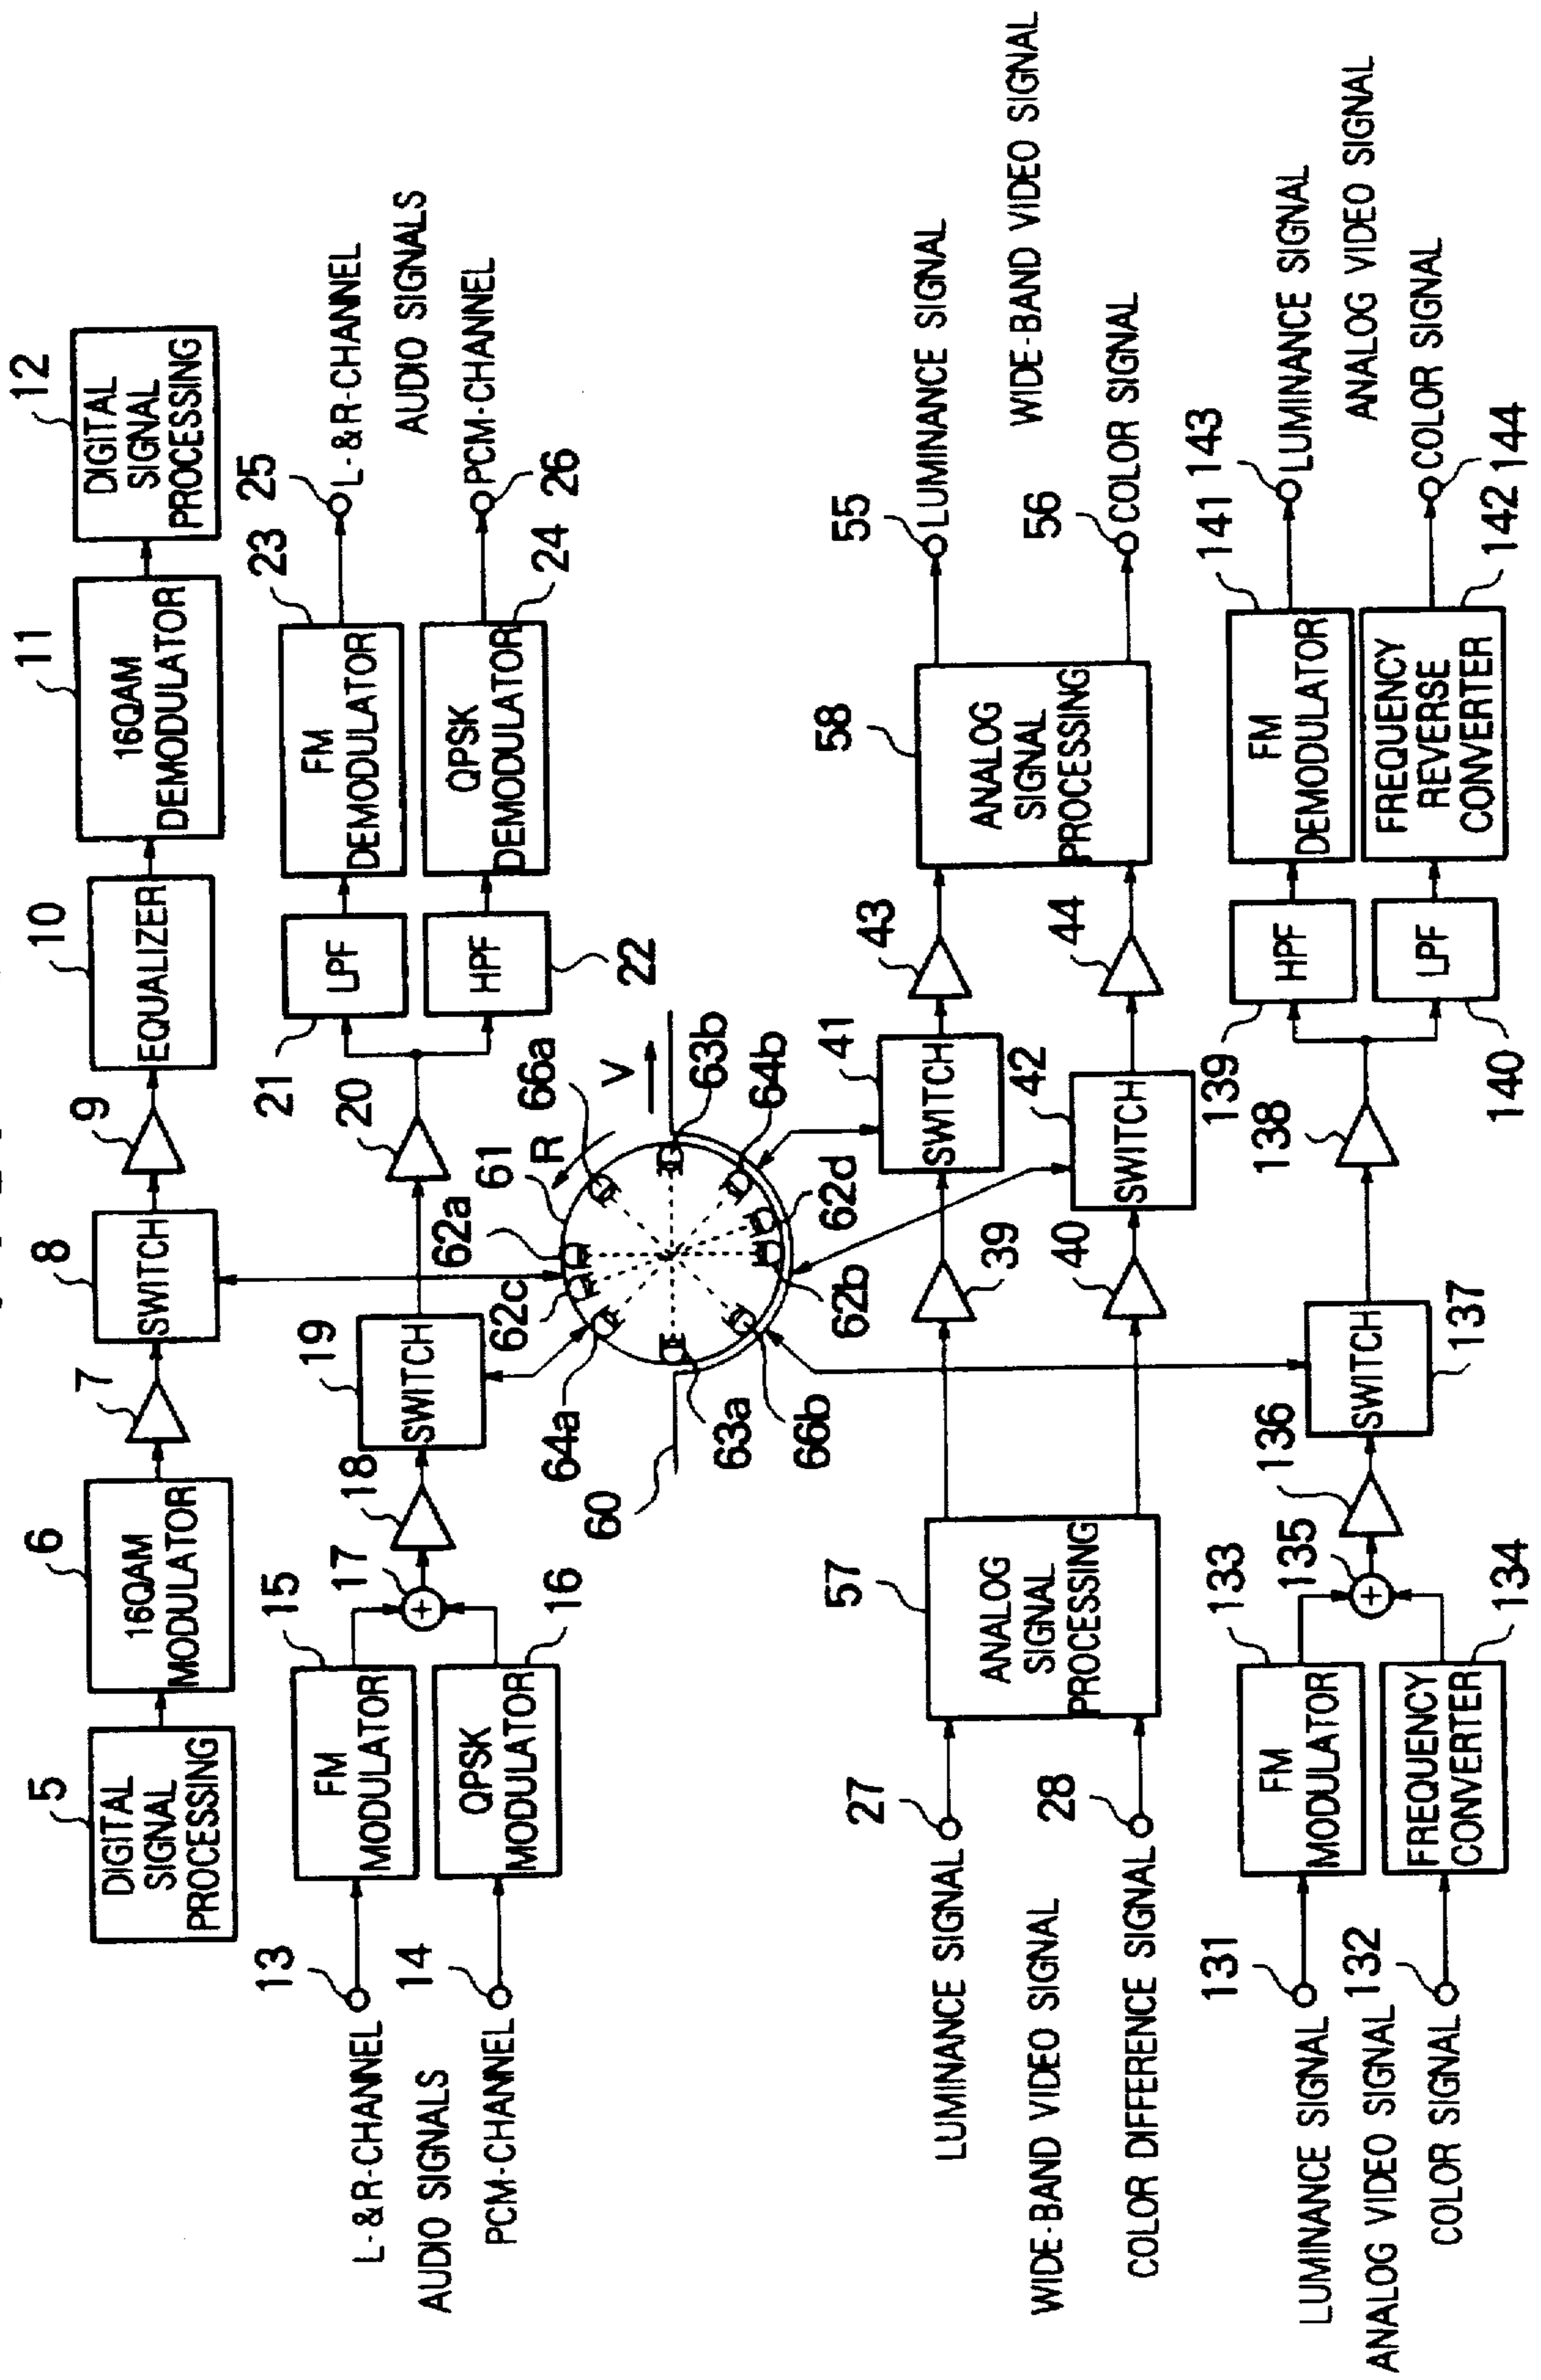 5
DIGITAL
SIGNAL
PROCESSING
6
16QAM
MODULATOR
7
8
SWITCH
9
10
EQUALIZER
11
16QAM
DEMODULATOR
12
DIGITAL
SIGNAL
PROCESSING
L-&R-CHANNEL
AUDIO SIGNALS
PCM-CHANNEL
13
14
15
FM
MODULATOR
QPSK
MODULATOR
16
17
18
19
SWITCH
20
21
LPF
HPF
22
23
FM
DEMODULATOR
QPSK
DEMODULATOR
24
25
L-&R-CHANNEL
AUDIO SIGNALS
PCM-CHANNEL
26
60
64a
62c
62a
61
R
66a
V
63a
66b
62b
62d
64b
63b
LUMINANCE SIGNAL
WIDE-BAND VIDEO SIGNAL
COLOR DIFFERENCE SIGNAL
27
28
57
ANALOG
SIGNAL
PROCESSING
39
40
41
SWITCH
42
SWITCH
43
44
58
ANALOG
SIGNAL
PROCESSING
55
LUMINANCE SIGNAL
WIDE-BAND VIDEO SIGNAL
56
COLOR SIGNAL
LUMINANCE SIGNAL
ANALOG VIDEO SIGNAL
COLOR SIGNAL
131
132
133
FM
MODULATOR
FREQUENCY
CONVERTER
134
135
136
SWITCH
137
138
139
HPF
LPF
140
141
FM
DEMODULATOR
FREQUENCY
REVERSE
CONVERTER
142
143
LUMINANCE SIGNAL
ANALOG VIDEO SIGNAL
COLOR SIGNAL
144